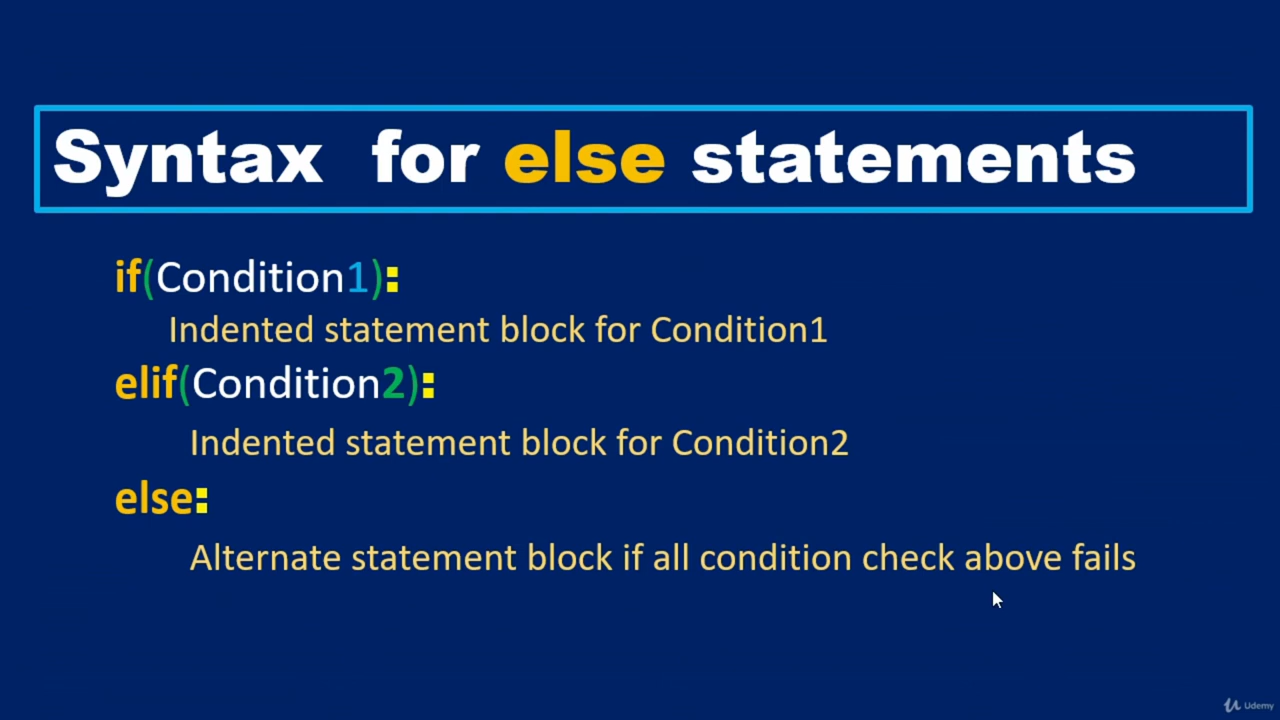 Syntax for else statements
if(Condition1):
Indented statement block for Condition1
elif(Condition2):
Indented statement block for Condition2
else:
Alternate statement block if all condition check above fails
Udemy